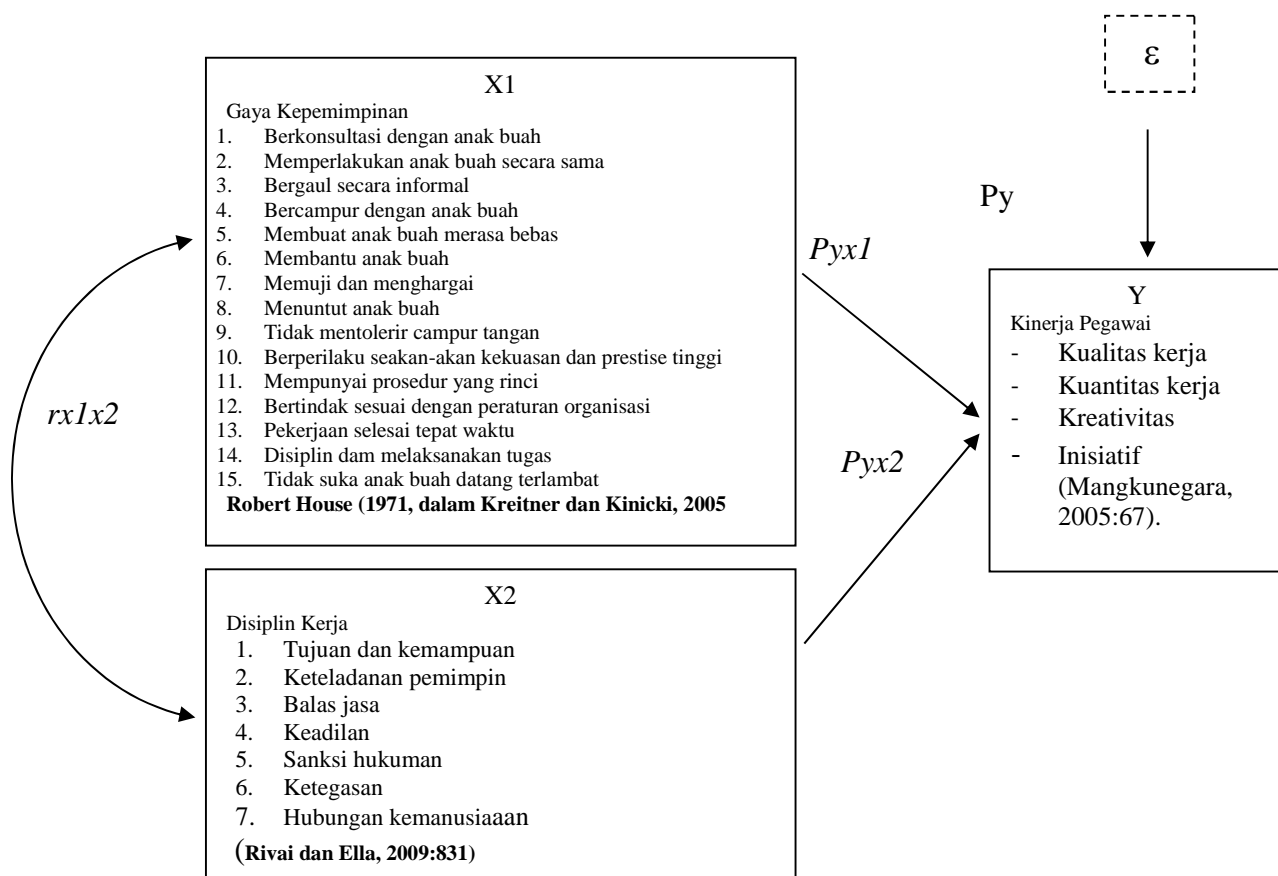 ε
X1
Gaya Kepemimpinan
1. Berkonsultasi dengan anak buah
2. Memperlakukan anak buah secara sama
3. Bergaul secara informal
4. Bercampur dengan anak buah
5. Membuat anak buah merasa bebas
6. Membantu anak buah
7. Memuji dan menghargai
8. Menuntut anak buah
9. Tidak mentolerir campur tangan
10. Berperilaku seakan-akan kekuasan dan prestise tinggi
11. Mempunyai prosedur yang rinci
12. Bertindak sesuai dengan peraturan organisasi
13. Pekerjaan selesai tepat waktu
14. Disiplin dam melaksanakan tugas
15. Tidak suka anak buah datang terlambat
Robert House (1971, dalam Kreitner dan Kinicki, 2005
rx1x2
Py
Pyx1
Pyx2
Y
Kinerja Pegawai
- Kualitas kerja
- Kuantitas kerja
- Kreativitas
- Inisiatif
(Mangkunegara,
2005:67).
X2
Disiplin Kerja
1. Tujuan dan kemampuan
2. Keteladanan pemimpin
3. Balas jasa
4. Keadilan
5. Sanksi hukuman
6. Ketegasan
7. Hubungan kemanusiaaan
(Rivai dan Ella, 2009:831)